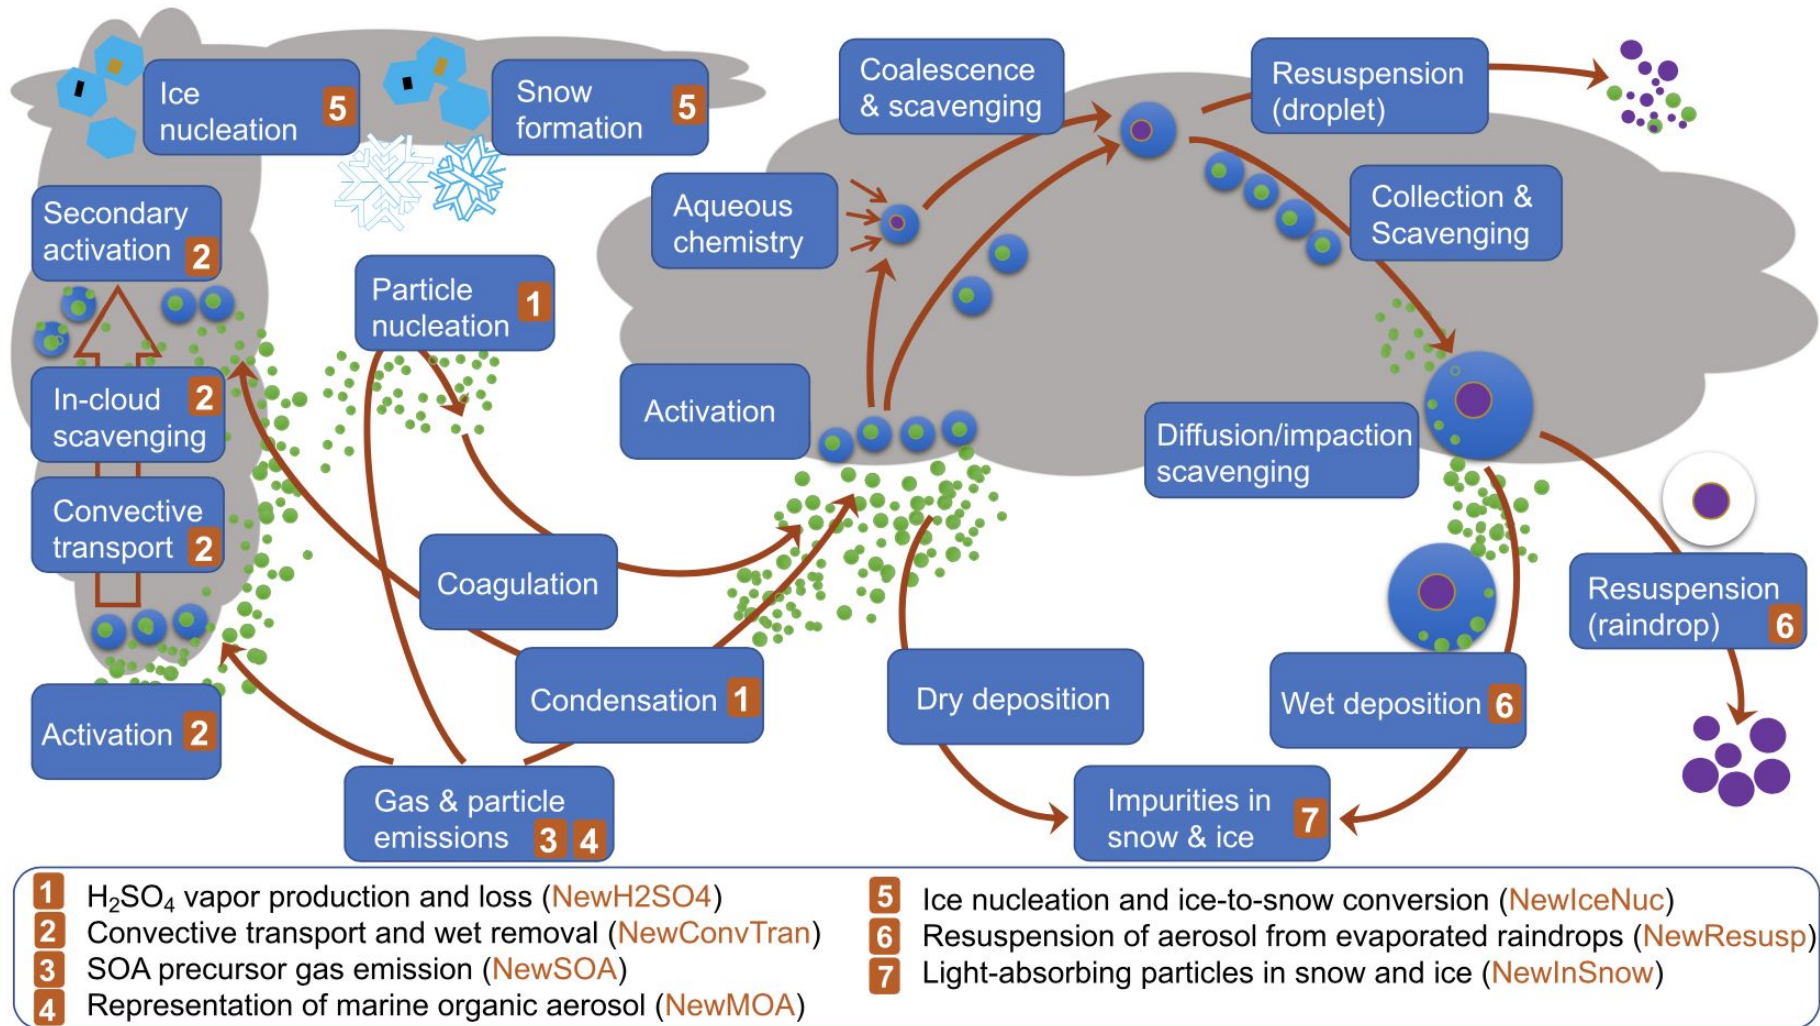 Ice
nucleation 5
Snow
formation 5
Coalescence
& scavenging
Resuspension
(droplet)
Secondary
activation 2
Aqueous
chemistry
Collection &
Scavenging
Particle
nucleation 1
In-cloud 2
scavenging
Activation
Diffusion/impaction
scavenging
Convective
transport 2
Coagulation
Resuspension
(raindrop) 6
Activation 2
Condensation 1
Dry deposition
Wet deposition 6
Gas & particle
emissions 3 4
Impurities in
snow & ice 7
1 H₂SO₄ vapor production and loss (NewH2SO4)
2 Convective transport and wet removal (NewConvTran)
3 SOA precursor gas emission (NewSOA)
4 Representation of marine organic aerosol (NewMOA)
5 Ice nucleation and ice-to-snow conversion (NewIceNuc)
6 Resuspension of aerosol from evaporated raindrops (NewResusp)
7 Light-absorbing particles in snow and ice (NewInSnow)